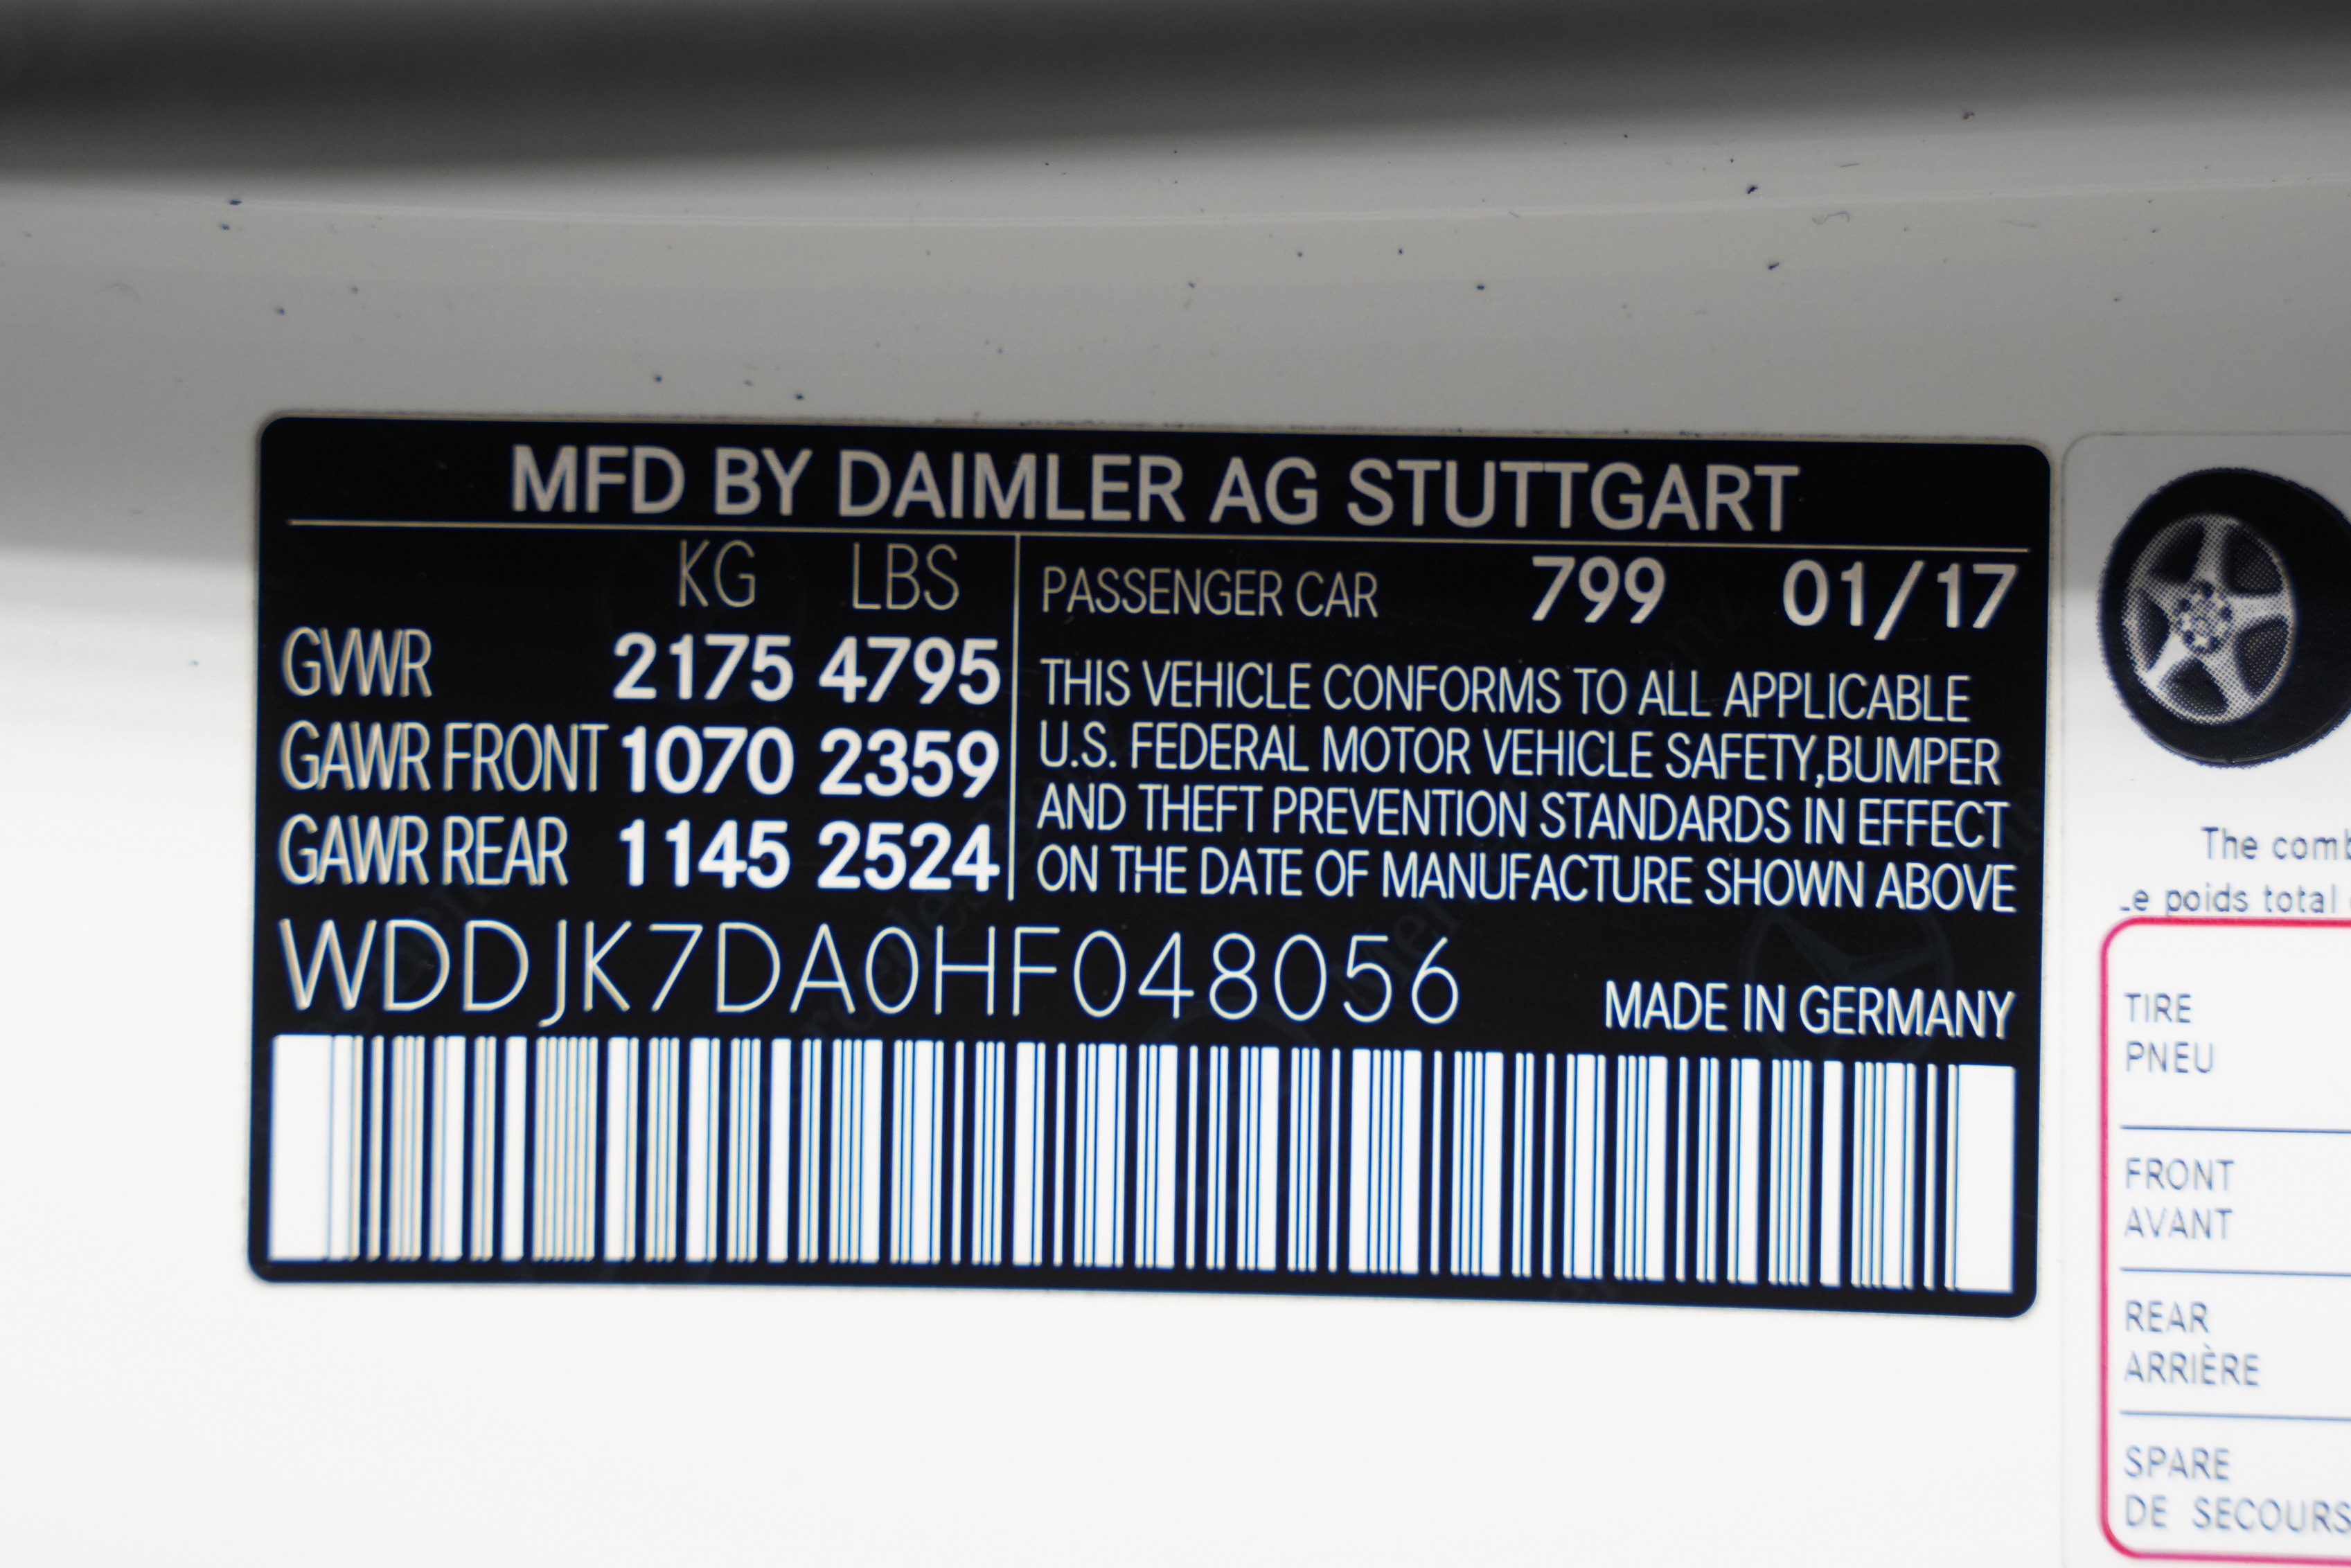 MFD BY DAIMLER AG STUTTGART
KG LBS
GVWR 2175 4795
GAWR FRONT 1070 2359
GAWR REAR 1145 2524
PASSENGER CAR 799 01/17
THIS VEHICLE CONFORMS TO ALL APPLICABLE
U.S. FEDERAL MOTOR VEHICLE SAFETY,BUMPER
AND THEFT PREVENTION STANDARDS IN EFFECT
ON THE DATE OF MANUFACTURE SHOWN ABOVE
WDDJK7DA0HF048056
MADE IN GERMANY
The comb
Le poids total
TIRE
PNEU
FRONT
AVANT
REAR
ARRIÈRE
SPARE
DE SECOURS